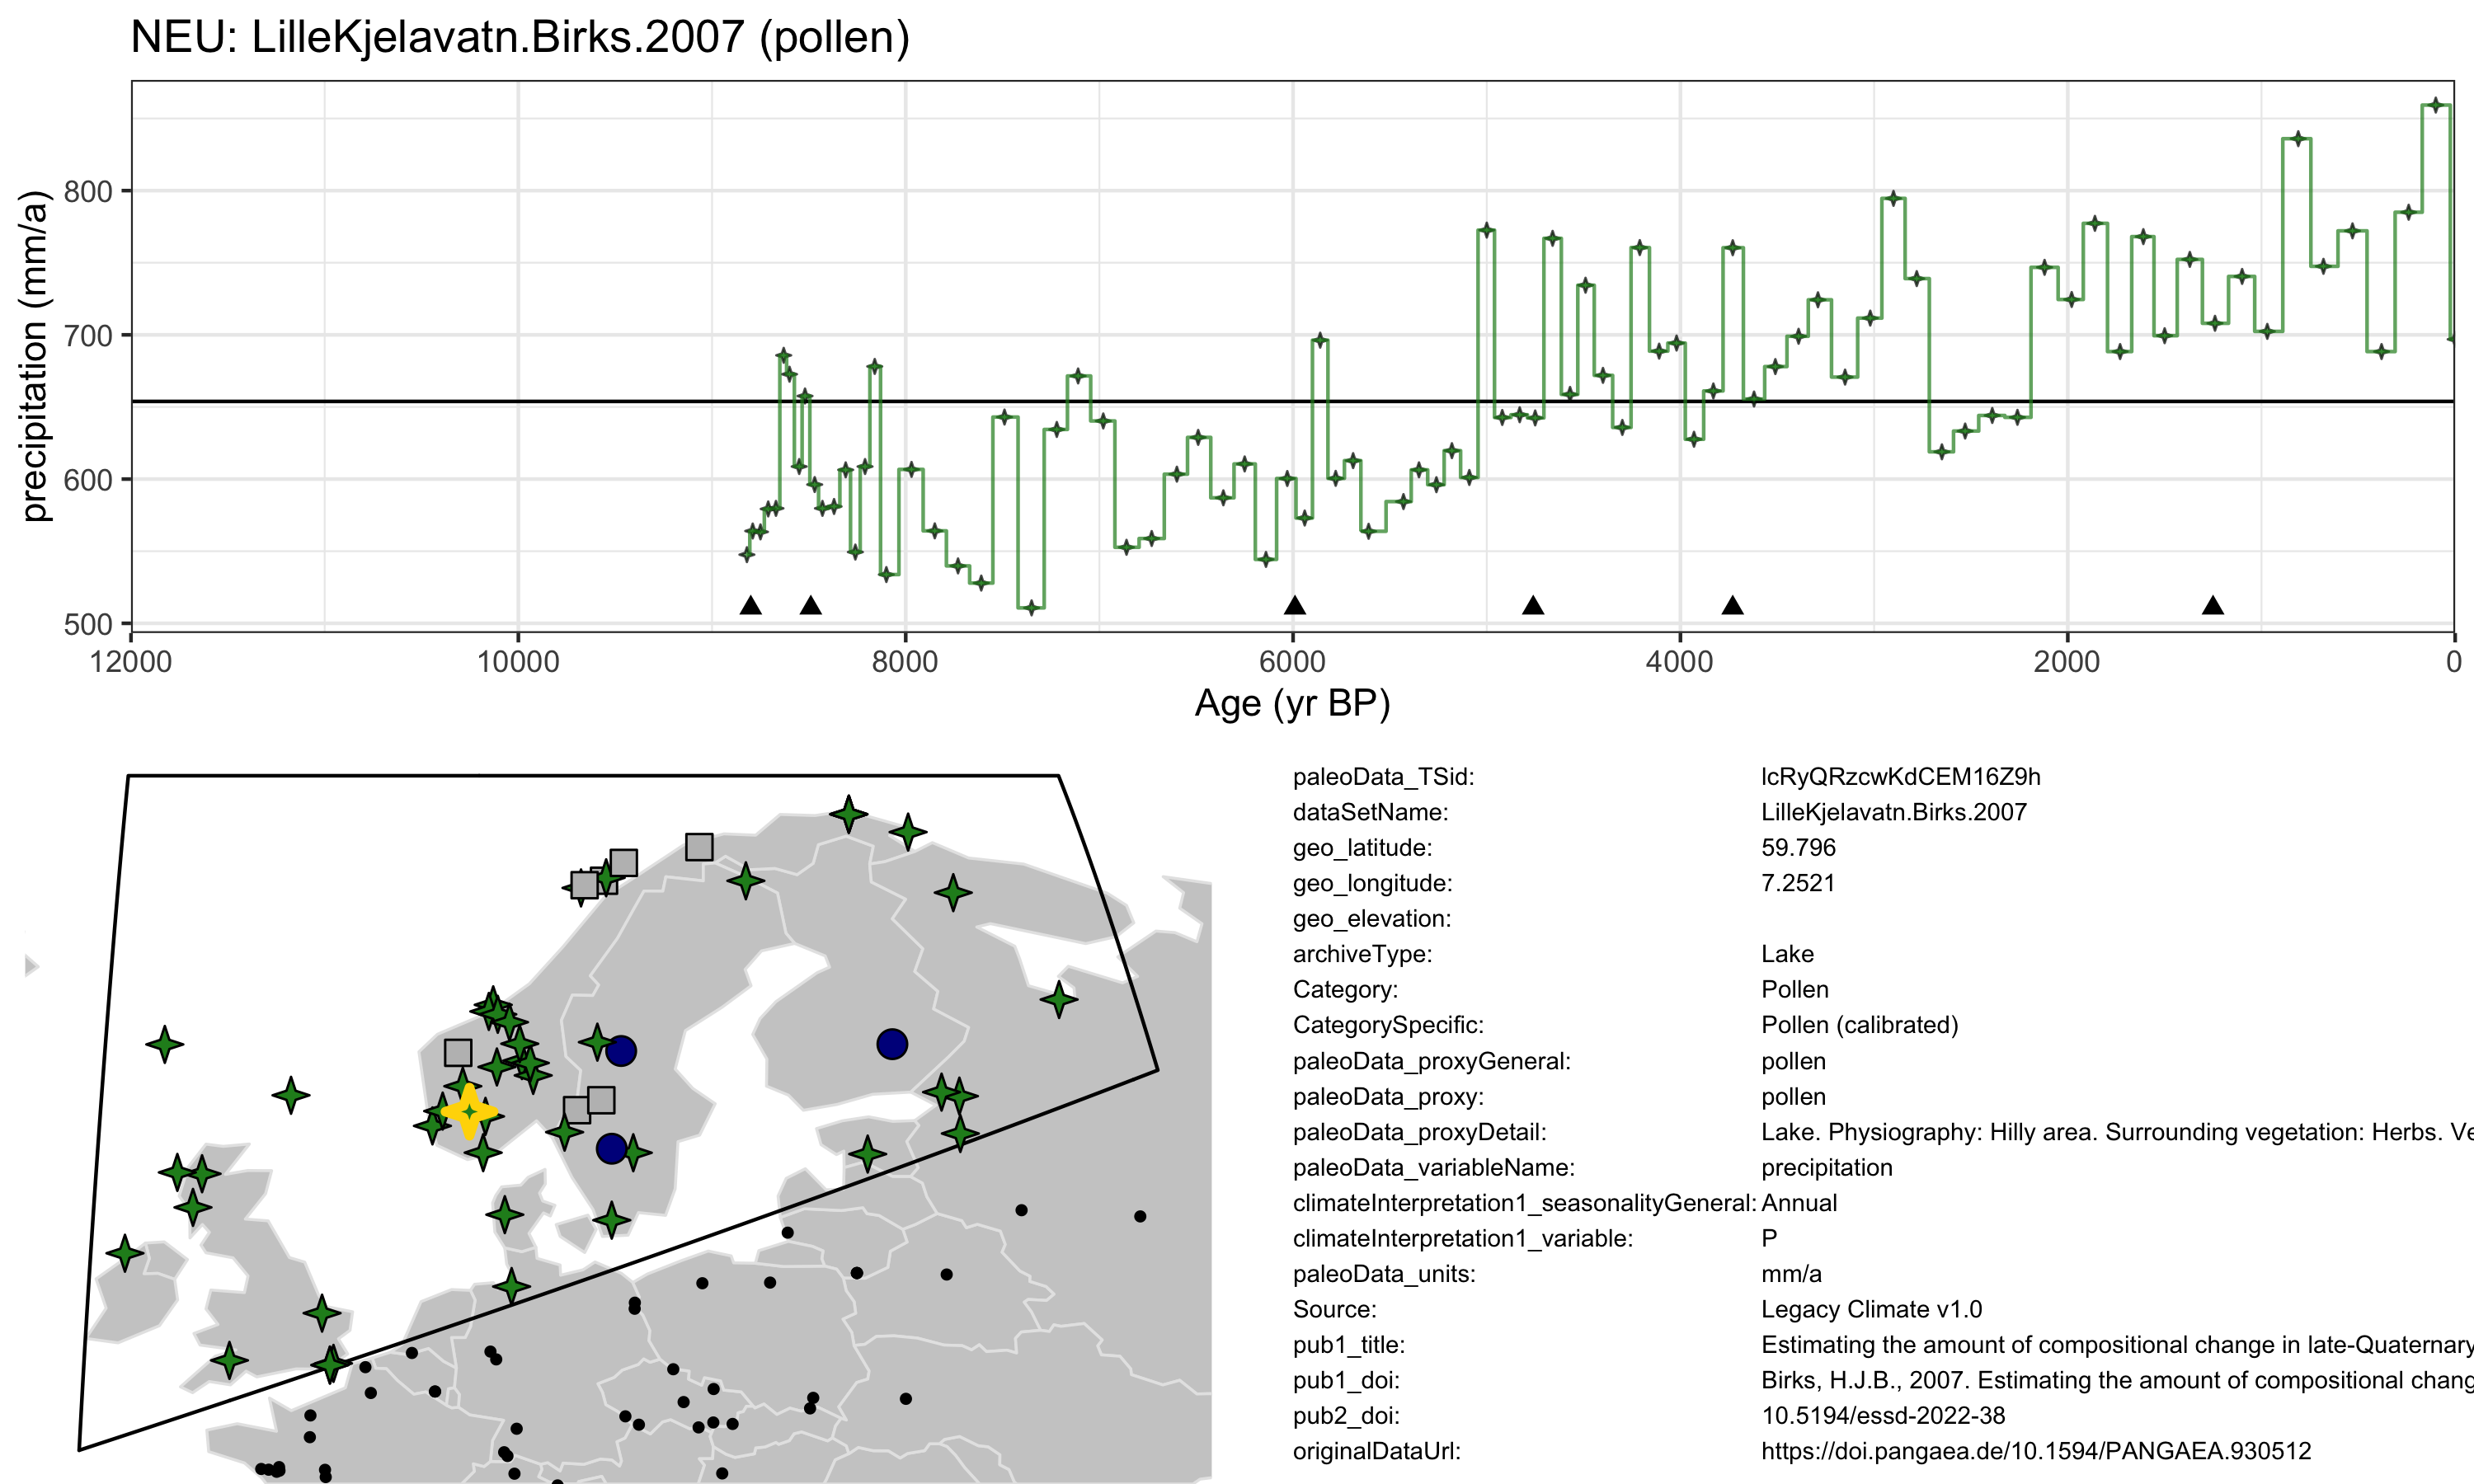 NEU: LilleKjelavatn.Birks.2007 (pollen)
precipitation (mm/a)
800
700
600
500
12000 10000 8000 6000 4000 2000 0
Age (yr BP)
paleoData_TSid: lcRyQRzcwKdCEM16Z9h
dataSetName: LilleKjelavatn.Birks.2007
geo_latitude: 59.796
geo_longitude: 7.2521
geo_elevation:
archiveType: Lake
Category: Pollen
CategorySpecific: Pollen (calibrated)
paleoData_proxyGeneral: pollen
paleoData_proxy: pollen
paleoData_proxyDetail: Lake. Physiography: Hilly area. Surrounding vegetation: Herbs. Ve
paleoData_variableName: precipitation
climateInterpretation1_seasonalityGeneral: Annual
climateInterpretation1_variable: P
paleoData_units: mm/a
Source: Legacy Climate v1.0
pub1_title: Estimating the amount of compositional change in late-Quaternary
pub1_doi: Birks, H.J.B., 2007. Estimating the amount of compositional chang
pub2_doi: 10.5194/essd-2022-38
originalDataUrl: https://doi.pangaea.de/10.1594/PANGAEA.930512